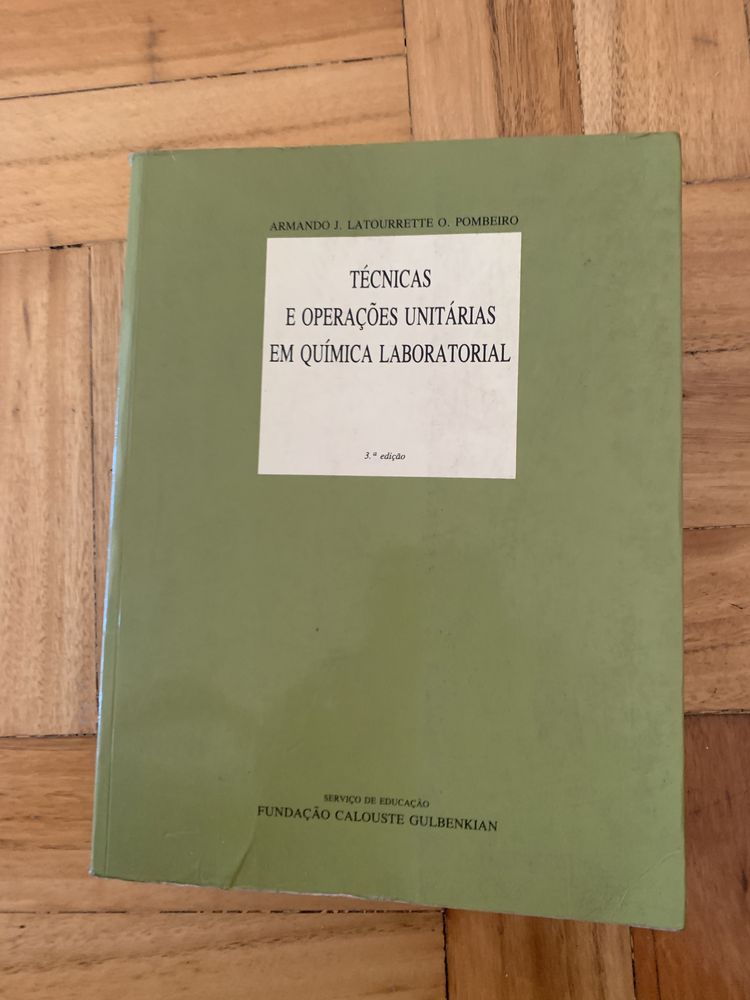 ARMANDO J. LATOURRETTE O. POMBEIRO
TÉCNICAS
E OPERAÇÕES UNITÁRIAS
EM QUÍMICA LABORATORIAL
3.ª edição
SERVIÇO DE EDUCAÇÃO
FUNDAÇÃO CALOUSTE GULBENKIAN